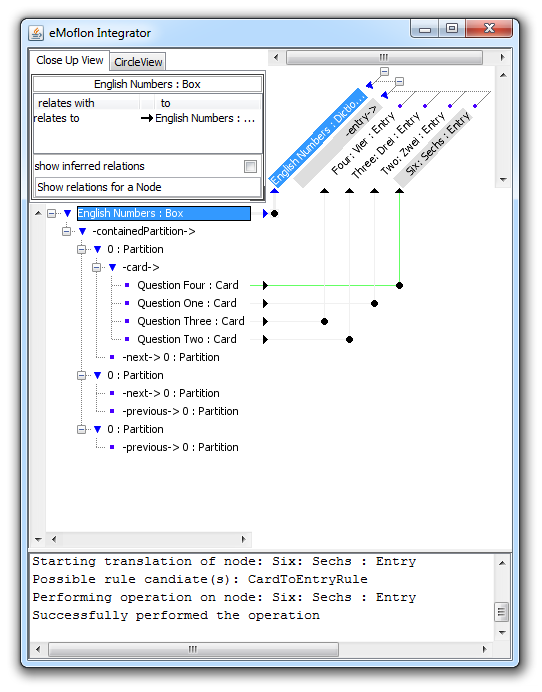 eMoflon Integrator
Close Up View
CircleView
English Numbers : Box
relates with to
relates to English Numbers : ...
show inferred relations
Show relations for a Node
English Numbers : Dictio...
-entry->
Four: Vier : Entry
Three: Drei : Entry
Two: Zwei : Entry
Six: Sechs : Entry
English Numbers : Box
-containedPartition->
0 : Partition
-card->
Question Four : Card
Question One : Card
Question Three : Card
Question Two : Card
-next-> 0 : Partition
0 : Partition
-next-> 0 : Partition
-previous-> 0 : Partition
0 : Partition
-previous-> 0 : Partition
Starting translation of node: Six: Sechs : Entry
Possible rule candiate(s): CardToEntryRule
Performing operation on node: Six: Sechs : Entry
Successfully performed the operation